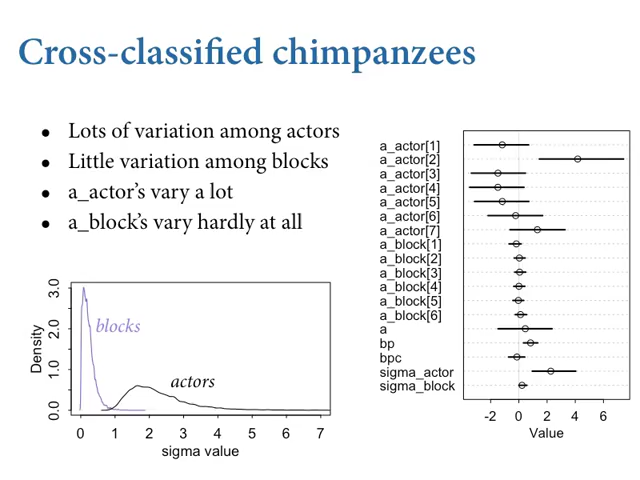 Cross-classified chimpanzees
• Lots of variation among actors
• Little variation among blocks
• a_actor's vary a lot
• a_block's vary hardly at all
Density
0.0 1.0 2.0 3.0
blocks
actors
0 1 2 3 4 5 6 7
sigma value
a_actor[1]
a_actor[2]
a_actor[3]
a_actor[4]
a_actor[5]
a_actor[6]
a_actor[7]
a_block[1]
a_block[2]
a_block[3]
a_block[4]
a_block[5]
a_block[6]
a
bp
bpc
sigma_actor
sigma_block
-2 0 2 4 6
Value